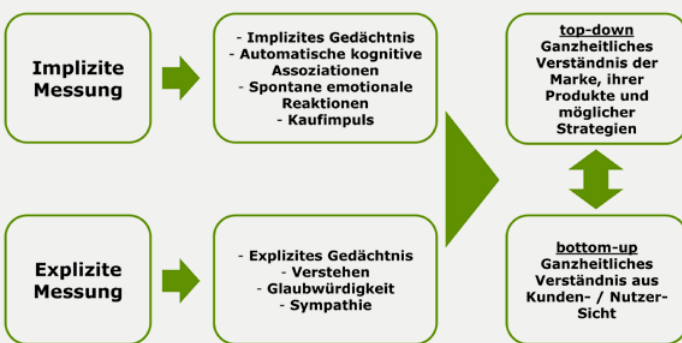 Implizite
Messung
- Implizites Gedächtnis
- Automatische kognitive
Assoziationen
- Spontane emotionale
Reaktionen
- Kaufimpuls
top-down
Ganzheitliches
Verständnis der
Marke, ihrer
Produkte und
möglicher
Strategien
Explizite
Messung
- Explizites Gedächtnis
- Verstehen
- Glaubwürdigkeit
- Sympathie
bottom-up
Ganzheitliches
Verständnis aus
Kunden- / Nutzer-
Sicht